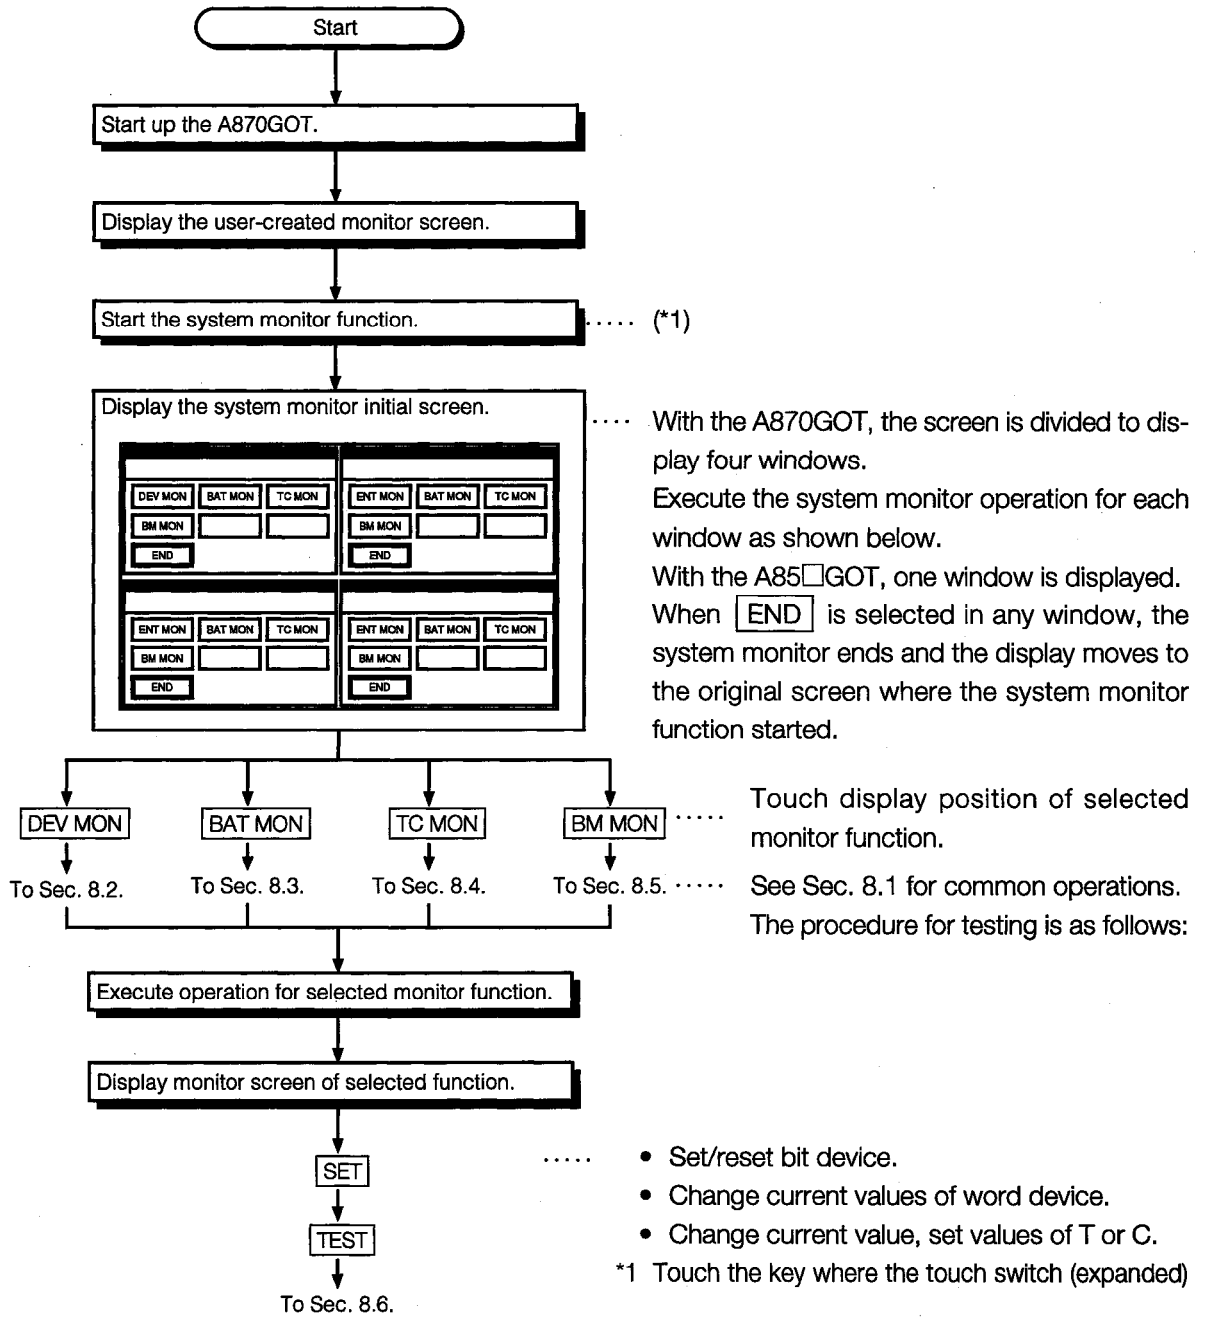 Start
Start up the A870GOT.
Display the user-created monitor screen.
Start the system monitor function.
..... (*1)
Display the system monitor initial screen.
DEV MON BAT MON TC MON
BM MON
END
ENT MON BAT MON TC MON
BM MON
END
ENT MON BAT MON TC MON
BM MON
END
ENT MON BAT MON TC MON
BM MON
END
.... With the A870GOT, the screen is divided to dis-
play four windows.
Execute the system monitor operation for each
window as shown below.
With the A85□GOT, one window is displayed.
When END is selected in any window, the
system monitor ends and the display moves to
the original screen where the system monitor
function started.
DEV MON BAT MON TC MON BM MON
..... Touch display position of selected
monitor function.
To Sec. 8.2. To Sec. 8.3. To Sec. 8.4. To Sec. 8.5.
..... See Sec. 8.1 for common operations.
The procedure for testing is as follows:
Execute operation for selected monitor function.
Display monitor screen of selected function.
SET
..... • Set/reset bit device.
• Change current values of word device.
• Change current value, set values of T or C.
TEST
*1 Touch the key where the touch switch (expanded)
To Sec. 8.6.